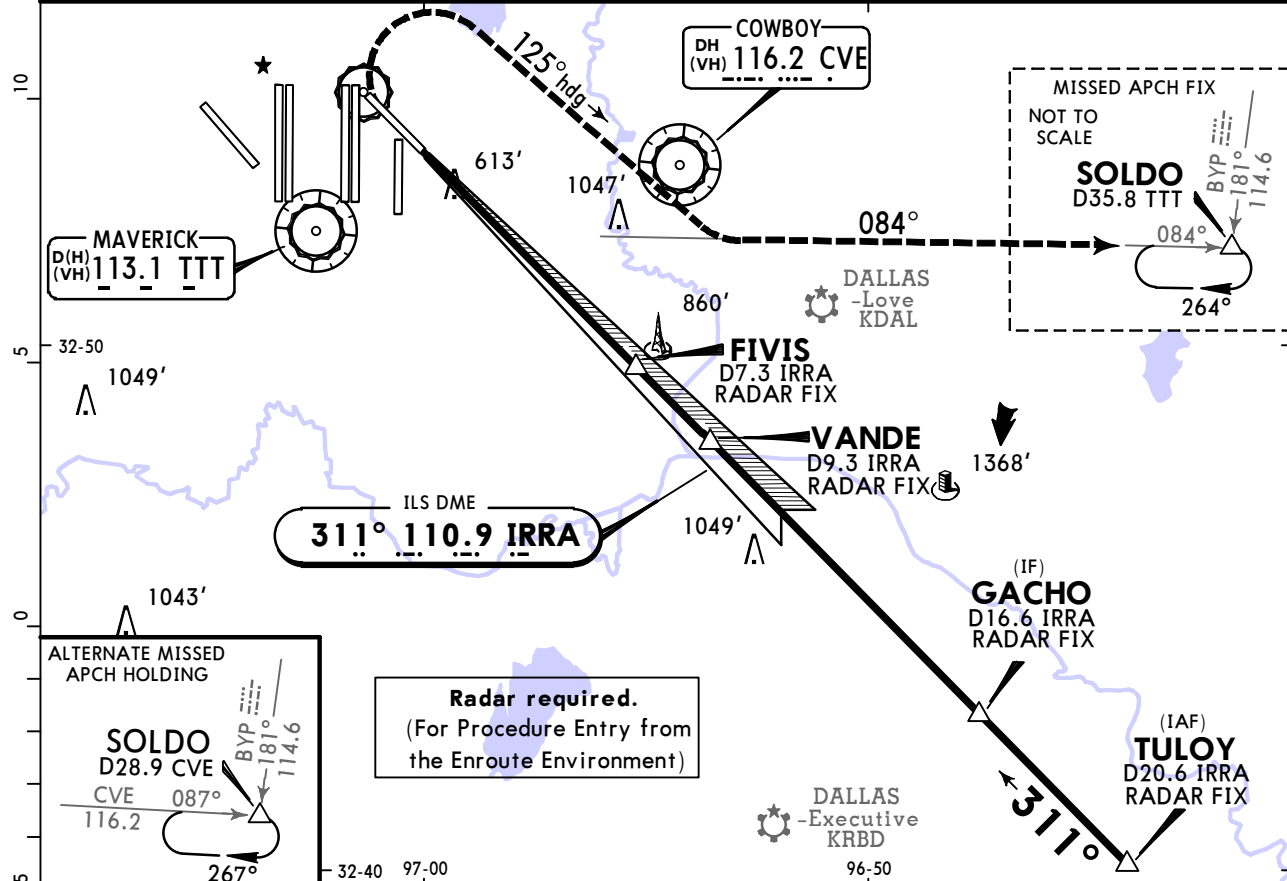 COWBOY
DH
(VH) 116.2 CVE
125° hdg
MISSED APCH FIX
NOT TO
SCALE
SOLDO
D35.8 TTT
BYP
181°
114.6
084°
264°
084°
10
613'
1047'
MAVERICK
D(H)
(VH) 113.1 TTT
DALLAS
-Love
KDAL
860'
5
32-50
FIVIS
D7.3 IRRA
RADAR FIX
1049'
VANDE
D9.3 IRRA
RADAR FIX
1368'
ILS DME
311° 110.9 IRRA
1049'
(IF)
GACHO
D16.6 IRRA
RADAR FIX
0
1043'
ALTERNATE MISSED
APCH HOLDING
SOLDO
D28.9 CVE
BYP
181°
114.6
CVE
116.2
087°
267°
Radar required.
(For Procedure Entry from
the Enroute Environment)
(IAF)
TULOY
D20.6 IRRA
RADAR FIX
311°
DALLAS
-Executive
KRBD
5
32-40
97-00
96-50